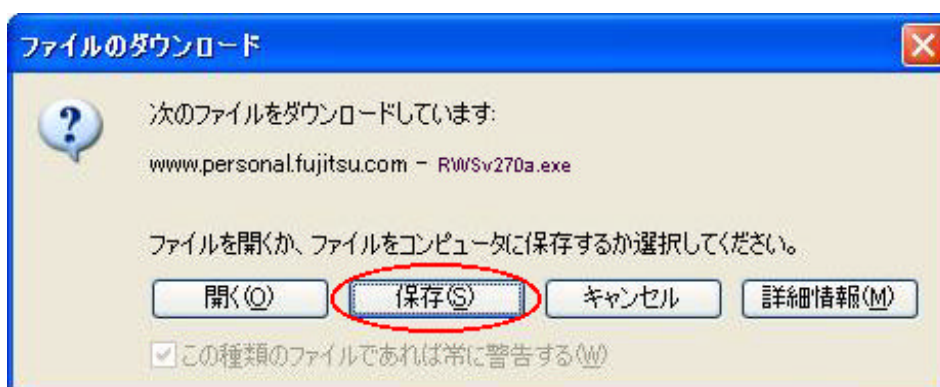 ファイルのダウンロード
次のファイルをダウンロードしています:
www.personal.fujitsu.com - RWSv270a.exe
ファイルを開くか、ファイルをコンピュータに保存するか選択してください。
開く(O) 保存(S) キャンセル 詳細情報(M)
この種類のファイルであれば常に警告する(W)